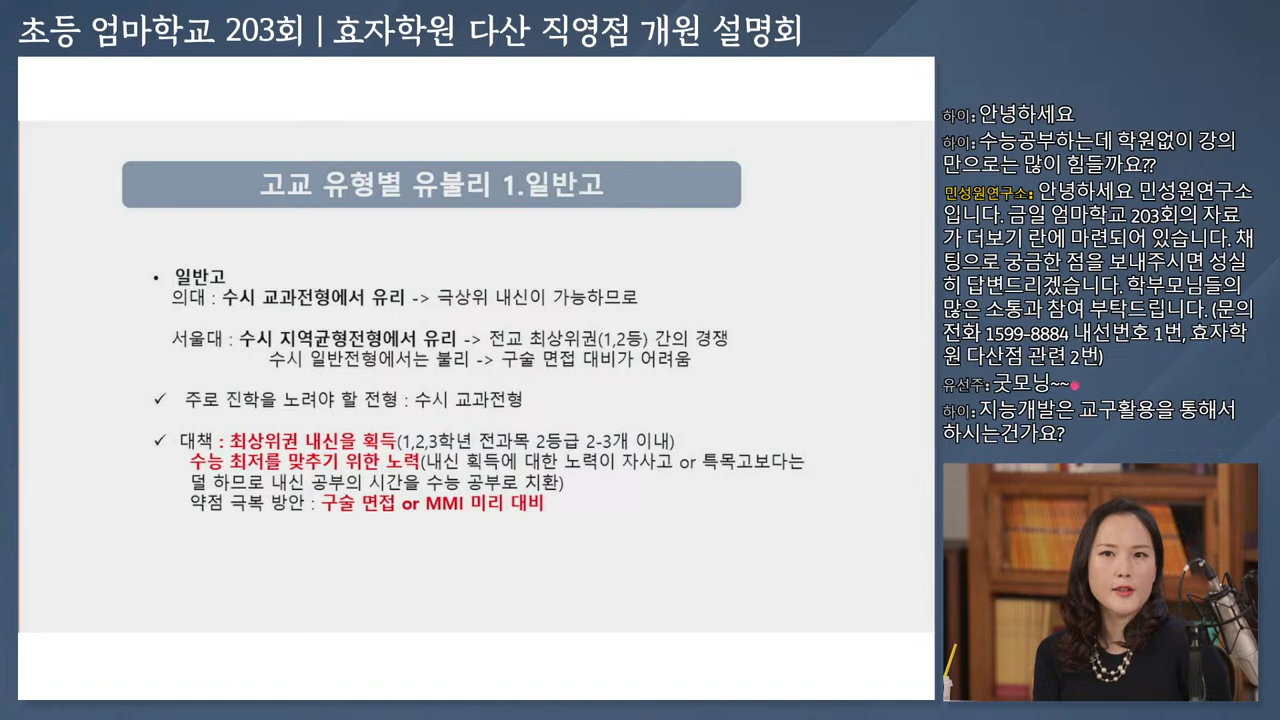 초등 엄마학교 203회 | 효자학원 다산 직영점 개원 설명회
고교 유형별 유불리 1.일반고
• 일반고
의대 : 수시 교과전형에서 유리 -> 극상위 내신이 가능하므로
서울대 : 수시 지역균형전형에서 유리 -> 전교 최상위권(1,2등) 간의 경쟁
수시 일반전형에서는 불리 -> 구술 면접 대비가 어려움
✓ 주로 진학을 노려야 할 전형 : 수시 교과전형
✓ 대책 : 최상위권 내신을 획득(1,2,3학년 전과목 2등급 2-3개 이내)
수능 최저를 맞추기 위한 노력(내신 획득에 대한 노력이 자사고 or 특목고보다는
덜 하므로 내신 공부의 시간을 수능 공부로 치환)
약점 극복 방안 : 구술 면접 or MMI 미리 대비
하이: 안녕하세요
하이: 수능공부하는데 학원없이 강의
만으로는 많이 힘들까요??
민성원연구소: 안녕하세요 민성원연구소
입니다. 금일 엄마학교 203회의 자료
가 더보기 란에 마련되어 있습니다. 채
팅으로 궁금한 점을 보내주시면 성실
히 답변드리겠습니다. 학부모님들의
많은 소통과 참여 부탁드립니다. (문의
전화 1599-8884 내선번호 1번, 효자학
원 다산점 관련 2번)
유선주: 굿모닝~~
하이: 지능개발은 교구활용을 통해서
하시는건가요?